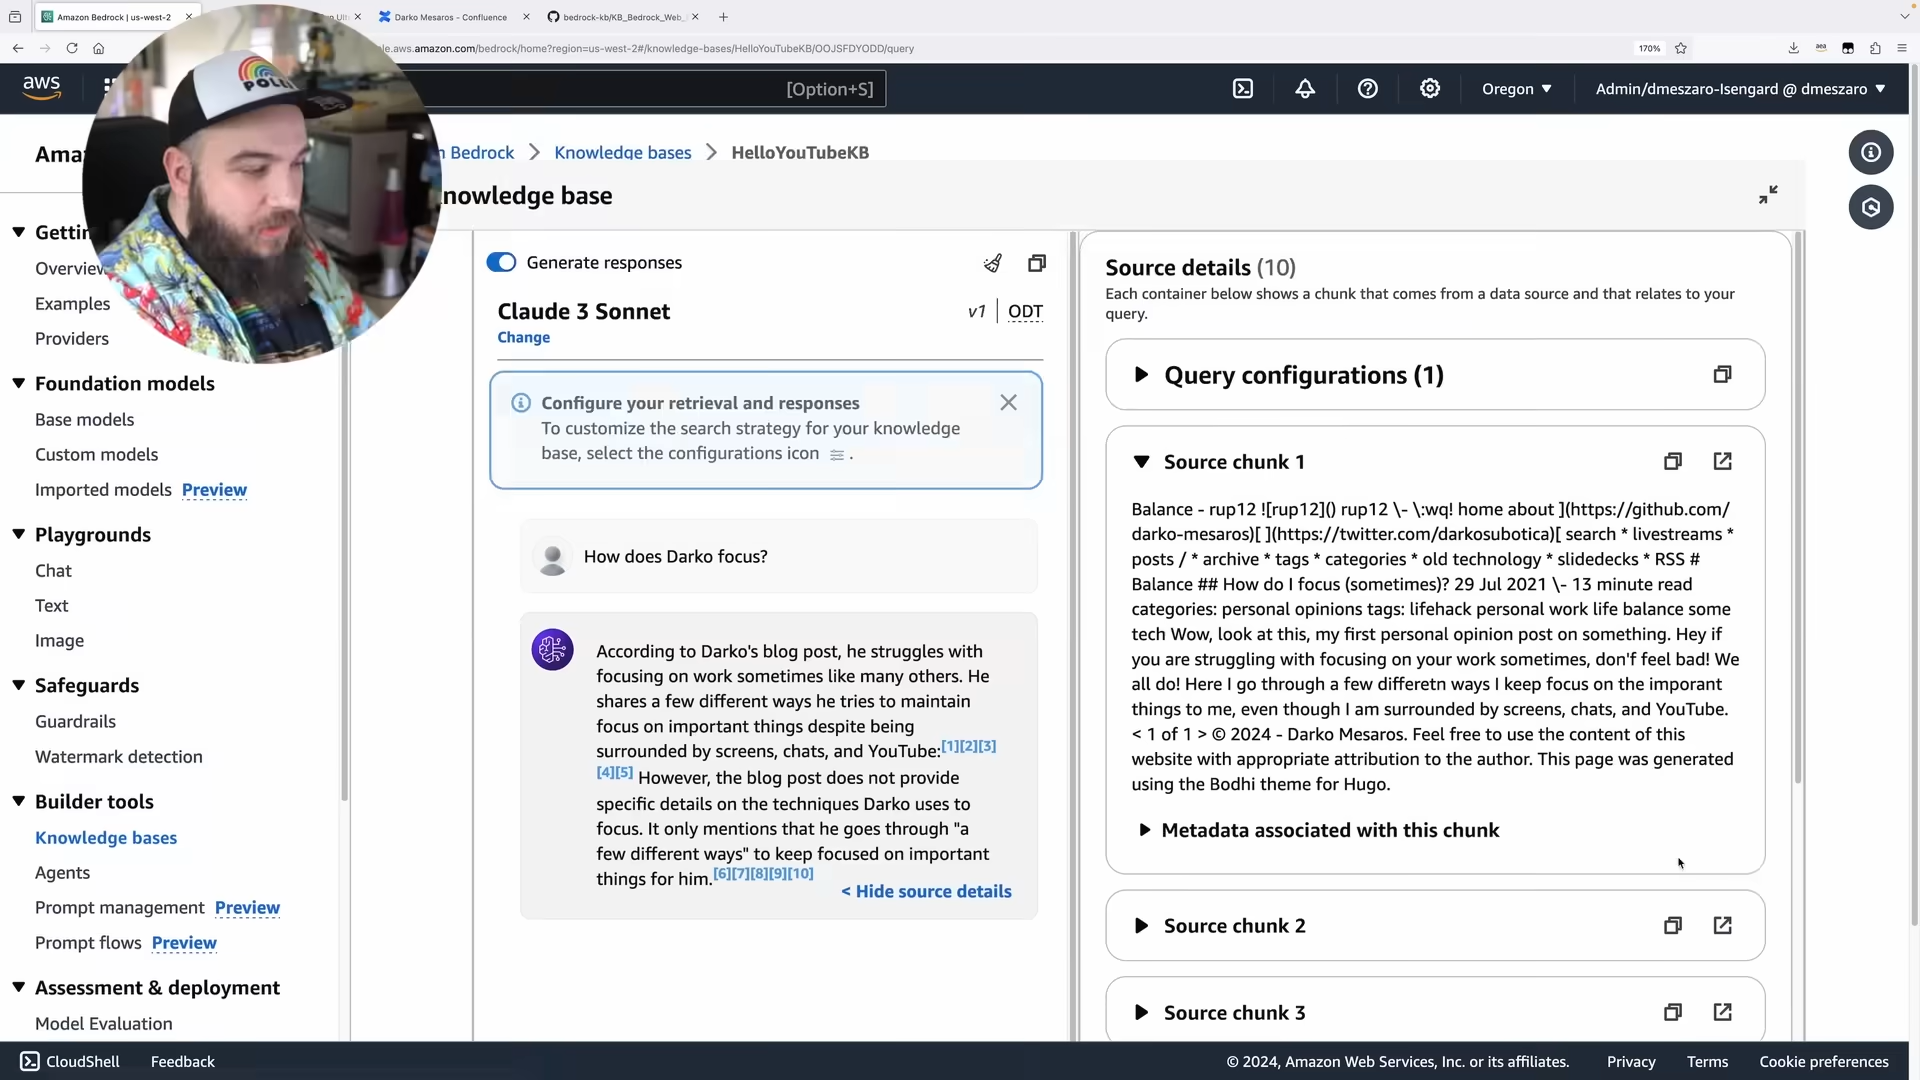 Amazon Bedrock | us-west-2
Darko Mesaros - Confluence
bedrock-kb/KB_Bedrock_Web_
.aws.amazon.com/bedrock/home?region=us-west-2#/knowledge-bases/HelloYouTubeKB/OOJSFDYODD/query
170%
aws
[Option+S]
Oregon
Admin/dmeszaro-Isengard @ dmeszaro
POLL
Bedrock > Knowledge bases > HelloYouTubeKB
nowledge base
Overview
Examples
Providers
Foundation models
Base models
Custom models
Imported models Preview
Playgrounds
Chat
Text
Image
Safeguards
Guardrails
Watermark detection
Builder tools
Knowledge bases
Agents
Prompt management Preview
Prompt flows Preview
Assessment & deployment
Model Evaluation
Generate responses
Claude 3 Sonnet
v1 | ODT
Change
Configure your retrieval and responses
To customize the search strategy for your knowledge
base, select the configurations icon .
How does Darko focus?
According to Darko's blog post, he struggles with
focusing on work sometimes like many others. He
shares a few different ways he tries to maintain
focus on important things despite being
surrounded by screens, chats, and YouTube:[1][2][3]
[4][5] However, the blog post does not provide
specific details on the techniques Darko uses to
focus. It only mentions that he goes through "a
few different ways" to keep focused on important
things for him.[6][7][8][9][10]
< Hide source details
Source details (10)
Each container below shows a chunk that comes from a data source and that relates to your
query.
Query configurations (1)
Source chunk 1
Balance - rup12 ![rup12]() rup12 \- \:wq! home about ](https://github.com/
darko-mesaros)[ ](https://twitter.com/darkosubotica)[ search * livestreams *
posts / * archive * tags * categories * old technology * slidedecks * RSS #
Balance ## How do I focus (sometimes)? 29 Jul 2021 \- 13 minute read
categories: personal opinions tags: lifehack personal work life balance some
tech Wow, look at this, my first personal opinion post on something. Hey if
you are struggling with focusing on your work sometimes, don'f feel bad! We
all do! Here I go through a few differetn ways I keep focus on the imporant
things to me, even though I am surrounded by screens, chats, and YouTube.
< 1 of 1 > © 2024 - Darko Mesaros. Feel free to use the content of this
website with appropriate attribution to the author. This page was generated
using the Bodhi theme for Hugo.
Metadata associated with this chunk
Source chunk 2
Source chunk 3
CloudShell
Feedback
© 2024, Amazon Web Services, Inc. or its affiliates.
Privacy
Terms
Cookie preferences